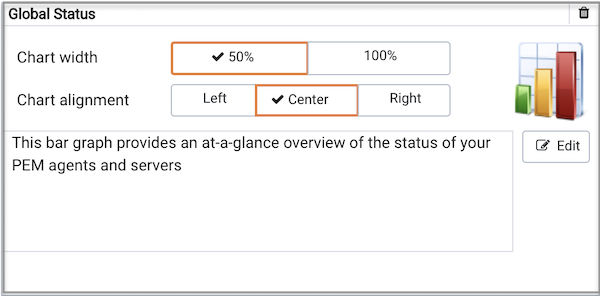 Global Status
Chart width
50%
100%
Chart alignment
Left
Center
Right
This bar graph provides an at-a-glance overview of the status of your
PEM agents and servers
Edit